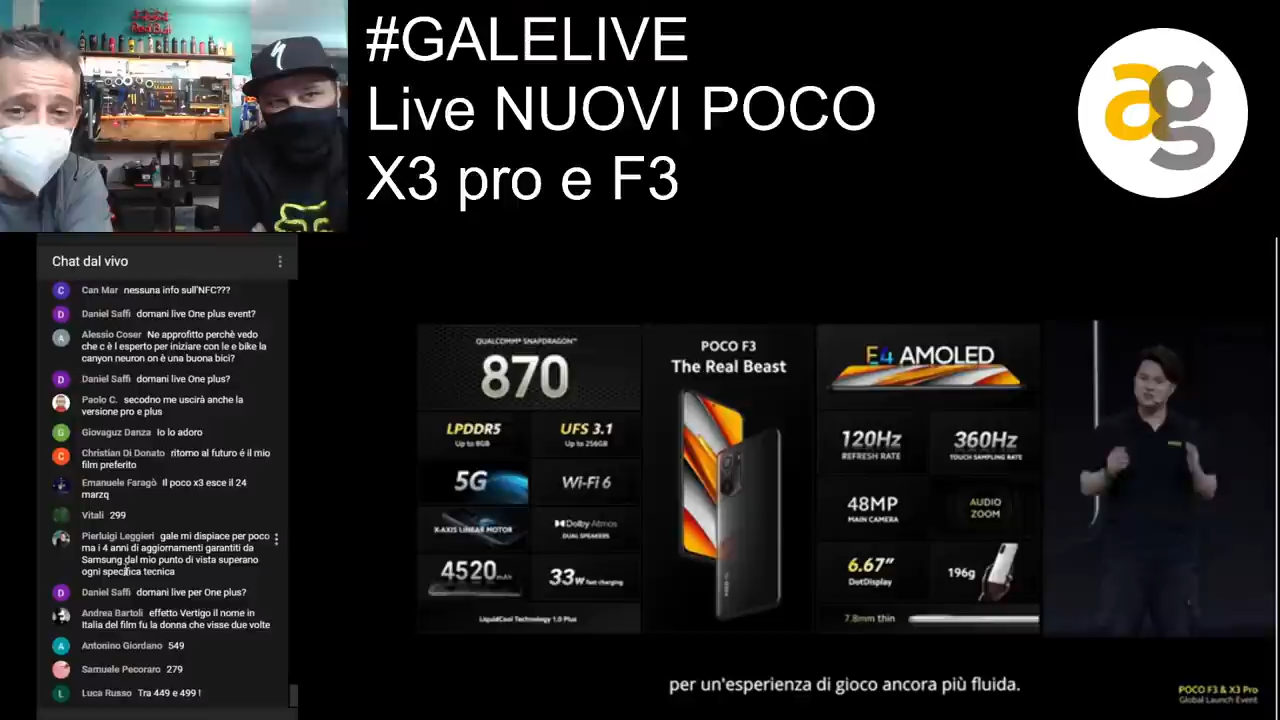 #GALELIVE
Live NUOVI POCO
X3 pro e F3
ag
Chat dal vivo
Can Mar nessuna info sull'NFC???
Daniel Saffi domani live One plus event?
Alessio Coser Ne approfitto perchè vedo
che c è l esperto per iniziare con le e bike la
canyon neuron on è una buona bici?
Daniel Saffi domani live One plus?
Paolo C. secodno me uscirà anche la
versione pro e plus
Giovaguz Danza Io lo adoro
Christian Di Donato ritorno al futuro é il mio
film preferito
Emanuele Faragò Il poco x3 esce il 24
marzq
Vitali 299
Pierluigi Leggieri gale mi dispiace per poco
ma i 4 anni di aggiornamenti garantiti da
Samsung dal mio punto di vista superano
ogni specifica tecnica
Daniel Saffi domani live per One plus?
Andrea Bartoli effetto Vertigo il nome in
Italia del film fu la donna che visse due volte
Antonino Giordano 549
Samuele Pecoraro 279
Luca Russo Tra 449 e 499 !
QUALCOMM® SNAPDRAGON™
870
LPDDR5
Up to 8GB
UFS 3.1
Up to 256GB
5G
Wi-Fi 6
X-AXIS LINEAR MOTOR
Dolby Atmos
DUAL SPEAKERS
4520mAh
33W fast charging
LiquidCool Technology 1.0 Plus
POCO F3
The Real Beast
E4 AMOLED
120Hz
REFRESH RATE
360Hz
TOUCH SAMPLING RATE
48MP
MAIN CAMERA
AUDIO
ZOOM
6.67”
DotDisplay
196g
7.8mm thin
per un'esperienza di gioco ancora più fluida.
POCO F3 & X3 Pro
Global Launch Event